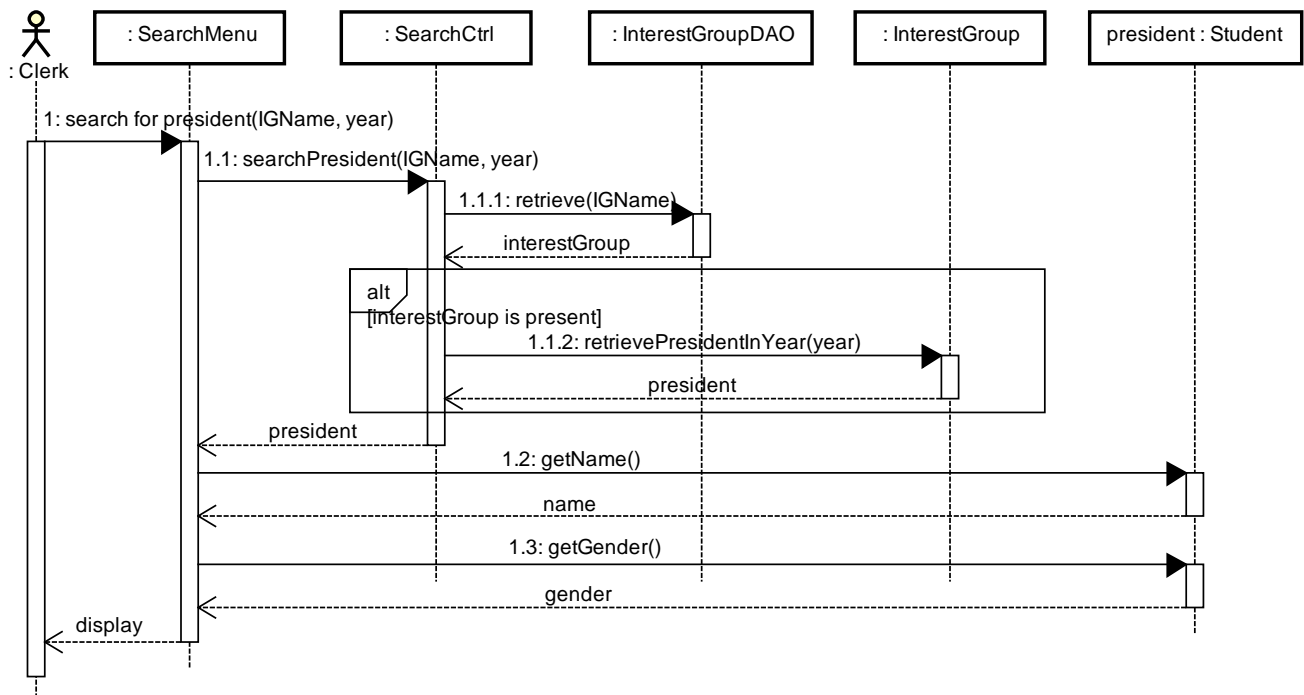 : Clerk
: SearchMenu
: SearchCtrl
: InterestGroupDAO
: InterestGroup
president : Student
1: search for president(IGName, year)
1.1: searchPresident(IGName, year)
1.1.1: retrieve(IGName)
interestGroup
alt
[interestGroup is present]
1.1.2: retrievePresidentInYear(year)
president
president
1.2: getName()
name
1.3: getGender()
gender
display